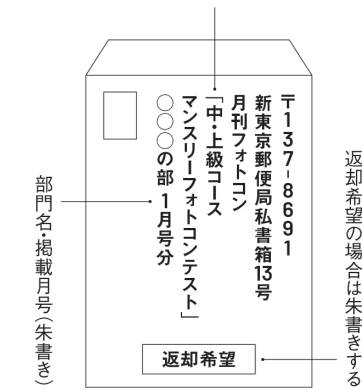 〒137-8691
新東京郵便局私書箱13号
月刊フォトコン
「中・上級コース
マンスリーフォトコンテスト」
○○○の部 1月号分
返却希望
部門名・掲載月号(朱書き)
返却希望の場合は朱書きする